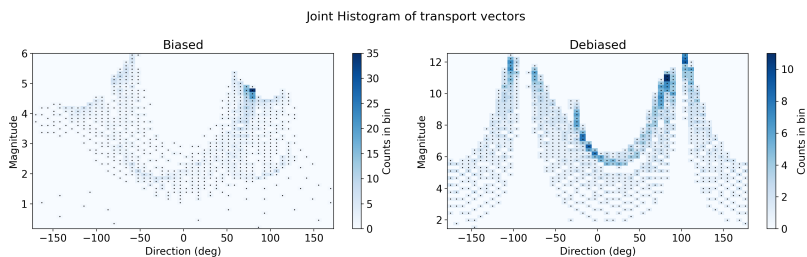 Joint Histogram of transport vectors
Biased
6
5
4
3
2
1
Magnitude
−150 −100 −50 0 50 100 150
Direction (deg)
35
30
25
20
15
10
5
0
Counts in bin
Debiased
12
10
8
6
4
2
Magnitude
−150 −100 −50 0 50 100 150
Direction (deg)
10
8
6
4
2
0
Counts in bin